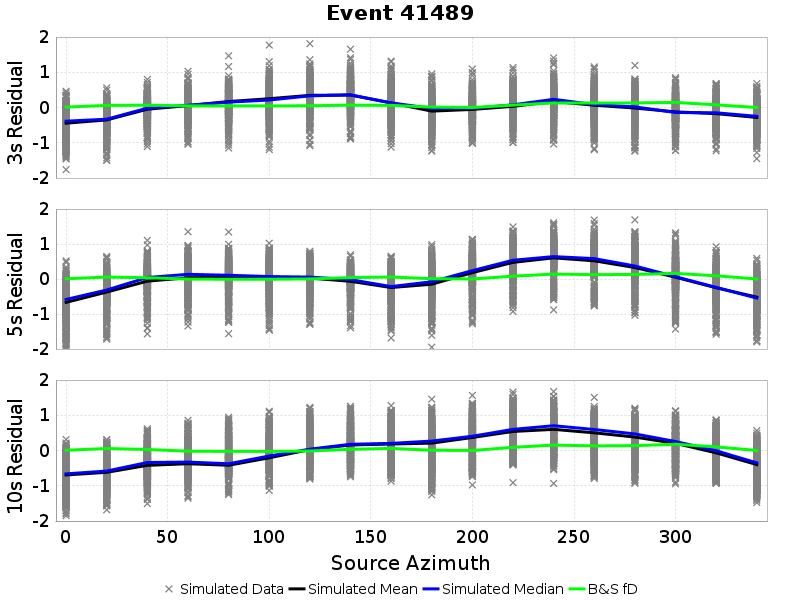 Event 41489
3s Residual
2
1
0
-1
-2
5s Residual
2
1
0
-1
-2
10s Residual
2
1
0
-1
-2
0 50 100 150 200 250 300
Source Azimuth
Simulated Data Simulated Mean Simulated Median B&S fD